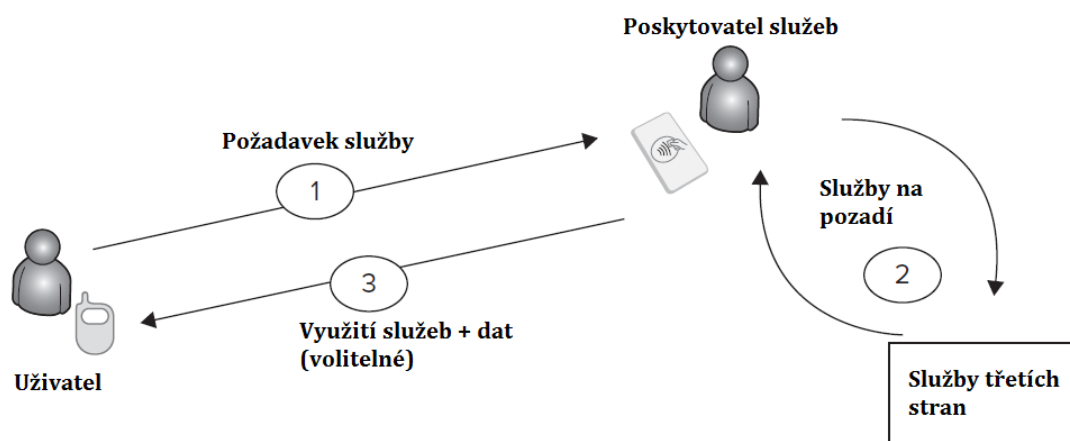 Poskytovatel služeb
Požadavek služby
1
Služby na
pozadí
2
3
Využití služeb + dat
(volitelné)
Uživatel
Služby třetích
stran